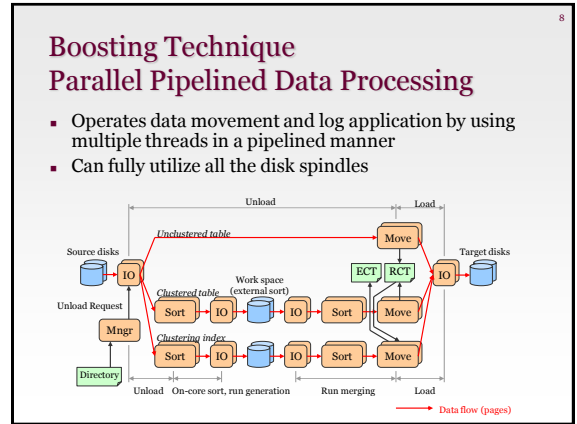 8
Boosting Technique
Parallel Pipelined Data Processing
▪ Operates data movement and log application by using
multiple threads in a pipelined manner
▪ Can fully utilize all the disk spindles
Unload
Load
Unclustered table
Move
Source disks
Target disks
IO
ECT
RCT
IO
Work space
(external sort)
Clustered table
Unload Request
Sort
IO
IO
Sort
Move
Mngr
Clustering index
Sort
IO
IO
Sort
Move
Directory
Unload
On-core sort, run generation
Run merging
Load
Data flow (pages)